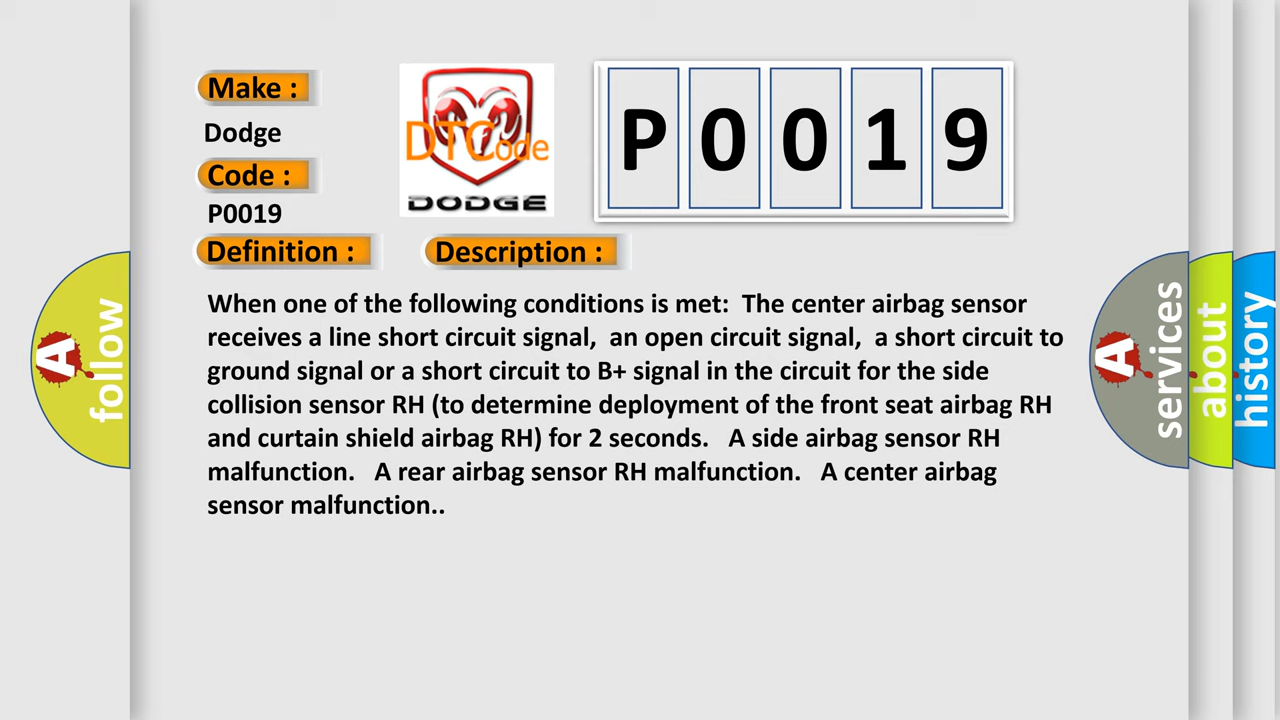 Make :
Dodge
Code :
P0019
Definition :
Description :
DTCode
DODGE
P0019
When one of the following conditions is met:  The center airbag sensor
receives a line short circuit signal,  an open circuit signal,  a short circuit to
ground signal or a short circuit to B+ signal in the circuit for the side
collision sensor RH (to determine deployment of the front seat airbag RH
and curtain shield airbag RH) for 2 seconds.   A side airbag sensor RH
malfunction.   A rear airbag sensor RH malfunction.   A center airbag
sensor malfunction..
A
follow
A
services
about
history